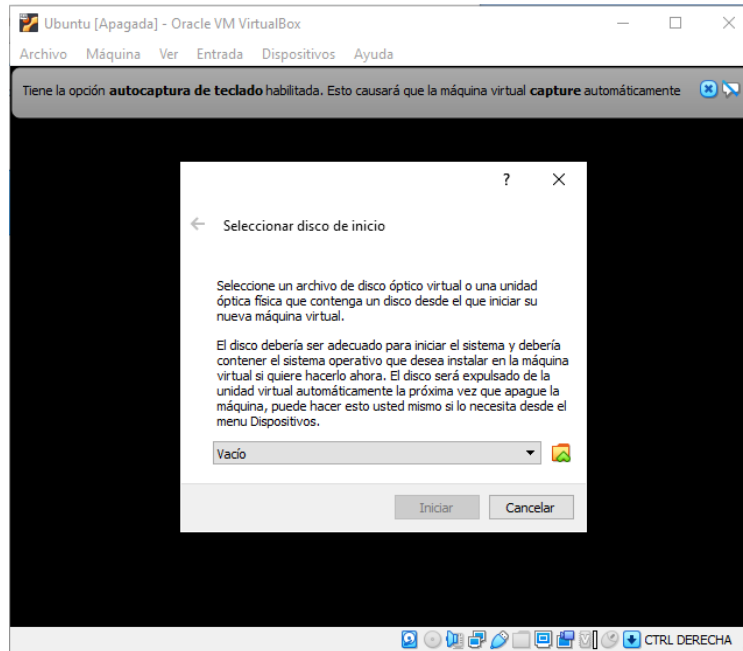 Ubuntu [Apagada] - Oracle VM VirtualBox
Archivo Máquina Ver Entrada Dispositivos Ayuda
Tiene la opción autocaptura de teclado habilitada. Esto causará que la máquina virtual capture automáticamente
?
Seleccionar disco de inicio
Seleccione un archivo de disco óptico virtual o una unidad
óptica física que contenga un disco desde el que iniciar su
nueva máquina virtual.
El disco debería ser adecuado para iniciar el sistema y debería
contener el sistema operativo que desea instalar en la máquina
virtual si quiere hacerlo ahora. El disco será expulsado de la
unidad virtual automáticamente la próxima vez que apague la
máquina, puede hacer esto usted mismo si lo necesita desde el
menu Dispositivos.
Vacío
Iniciar Cancelar
CTRL DERECHA